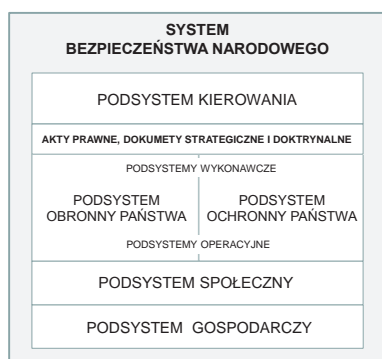 SYSTEM
BEZPIECZEŃSTWA NARODOWEGO
PODSYSTEM KIEROWANIA
AKTY PRAWNE, DOKUMETY STRATEGICZNE I DOKTRYNALNE
PODSYSTEMY WYKONAWCZE
PODSYSTEM
OBRONNY PAŃSTWA
PODSYSTEM
OCHRONNY PAŃSTWA
PODSYSTEMY OPERACYJNE
PODSYSTEM SPOŁECZNY
PODSYSTEM GOSPODARCZY